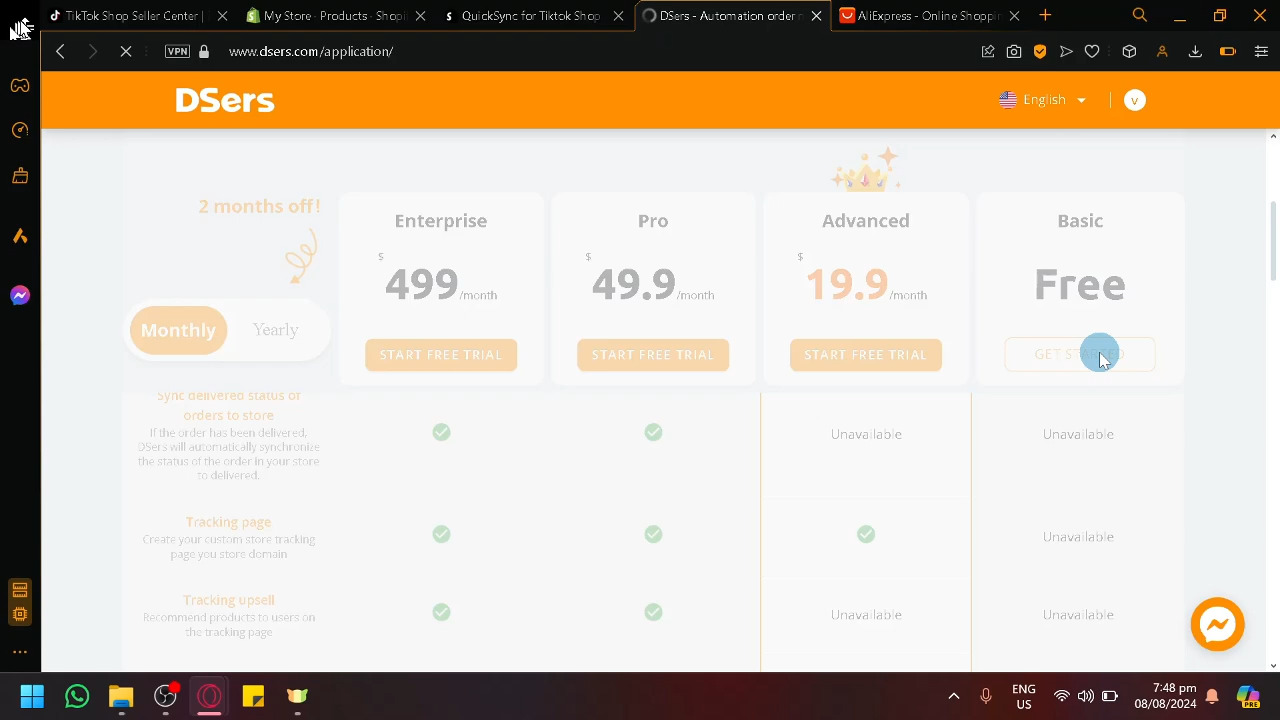 TikTok Shop Seller Center
My Store - Products - Shopi
QuickSync for Tiktok Shop
DSers - Automation order m
AliExpress - Online Shoppin
VPN
www.dsers.com/application/
DSers
English
v
2 months off!
Monthly
Yearly
Enterprise
$
499 /month
START FREE TRIAL
Pro
$
49.9 /month
START FREE TRIAL
Advanced
$
19.9 /month
START FREE TRIAL
Basic
Free
GET STARTED
Sync delivered status of
orders to store
If the order has been delivered,
DSers will automatically synchronize
the status of the order in your store
to delivered.
Unavailable
Unavailable
Tracking page
Create your custom store tracking
page you store domain
Unavailable
Tracking upsell
Recommend products to users on
the tracking page
Unavailable
Unavailable
ENG
US
7:48 pm
08/08/2024
PRE